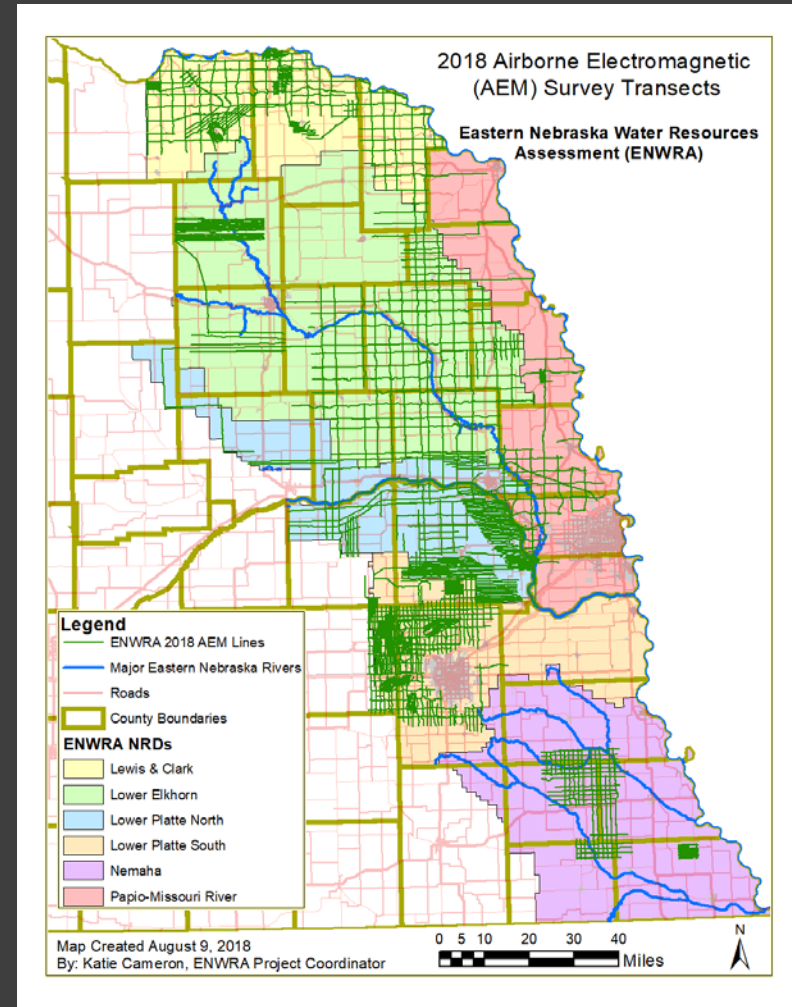 2018 Airborne Electromagnetic
(AEM) Survey Transects
Eastern Nebraska Water Resources
Assessment (ENWRA)
Legend
ENWRA 2018 AEM Lines
Major Eastern Nebraska Rivers
Roads
County Boundaries
ENWRA NRDs
Lewis & Clark
Lower Elkhorn
Lower Platte North
Lower Platte South
Nemaha
Papio-Missouri River
Map Created August 9, 2018
By: Katie Cameron, ENWRA Project Coordinator
0 5 10 20 30 40
Miles
N